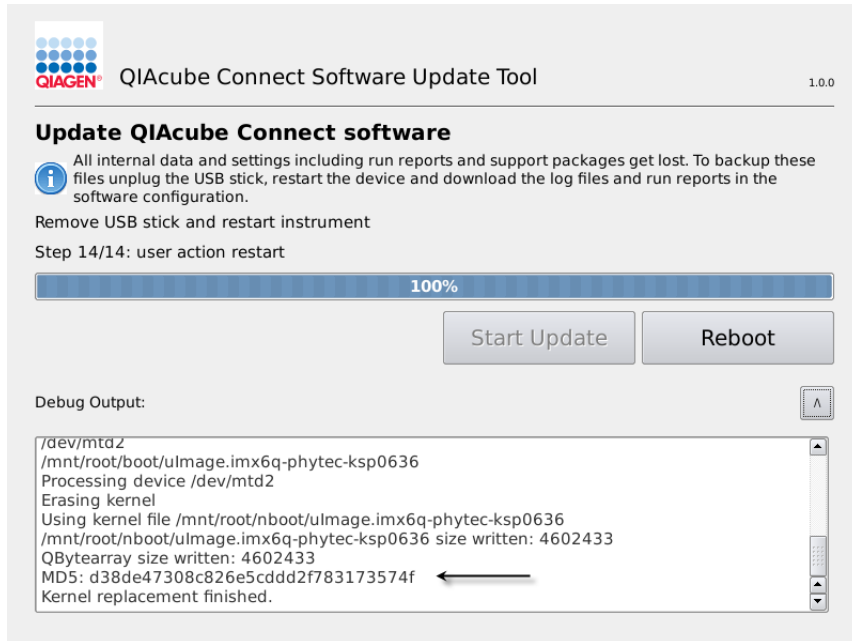 QIAGEN®
QIAcube Connect Software Update Tool
1.0.0
Update QIAcube Connect software
All internal data and settings including run reports and support packages get lost. To backup these
files unplug the USB stick, restart the device and download the log files and run reports in the
software configuration.
Remove USB stick and restart instrument
Step 14/14: user action restart
100%
Start Update
Reboot
Debug Output:
/dev/mtd2
/mnt/root/boot/uImage.imx6q-phytec-ksp0636
Processing device /dev/mtd2
Erasing kernel
Using kernel file /mnt/root/nboot/uImage.imx6q-phytec-ksp0636
/mnt/root/nboot/uImage.imx6q-phytec-ksp0636 size written: 4602433
QBytearray size written: 4602433
MD5: d38de47308c826e5cddd2f783173574f
Kernel replacement finished.